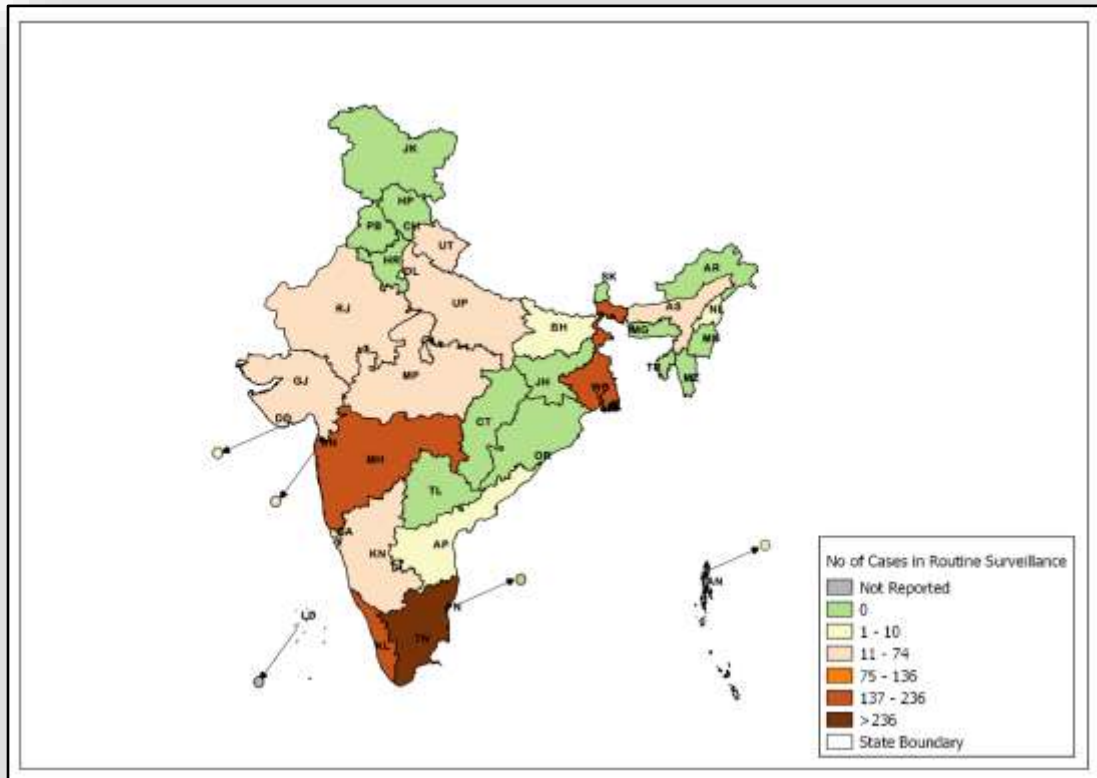 JK
HP
PB
CH
UT
HR
DL
SK
AR
RJ
UP
AS
NL
BH
MG
MN
GJ
MP
JH
TR
MZ
WB
DD
CT
OR
MH
TL
GA
AP
KN
AN
LD
TN
KL
No of Cases in Routine Surveillance
Not Reported
0
1 - 10
11 - 74
75 - 136
137 - 236
>236
State Boundary